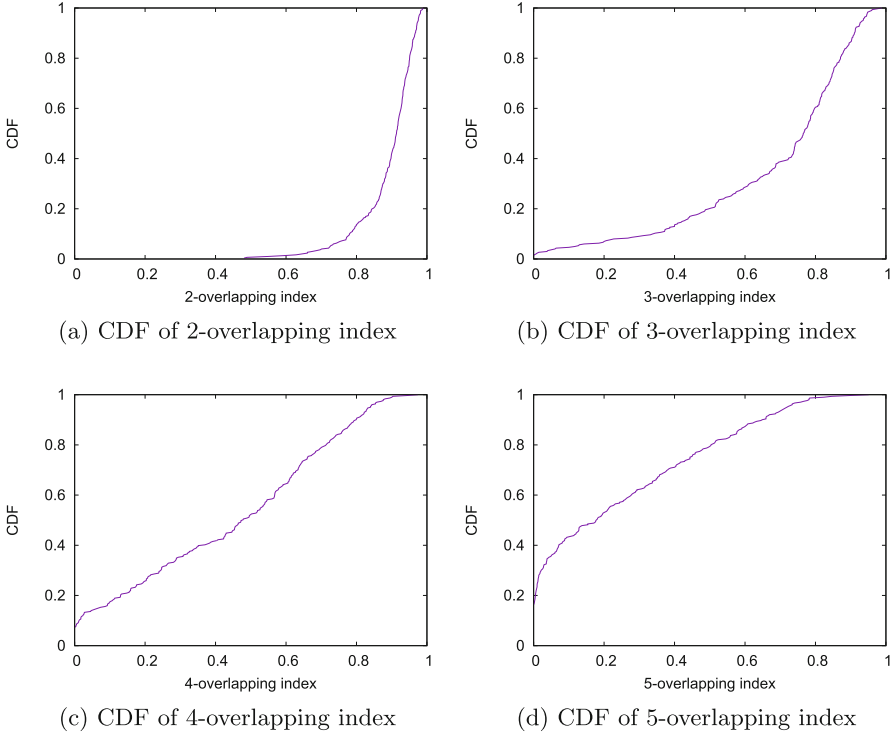 1
0.8
0.6
0.4
0.2
0
CDF
0 0.2 0.4 0.6 0.8 1
2-overlapping index
(a) CDF of 2-overlapping index
1
0.8
0.6
0.4
0.2
0
CDF
0 0.2 0.4 0.6 0.8 1
3-overlapping index
(b) CDF of 3-overlapping index
1
0.8
0.6
0.4
0.2
0
CDF
0 0.2 0.4 0.6 0.8 1
4-overlapping index
(c) CDF of 4-overlapping index
1
0.8
0.6
0.4
0.2
0
CDF
0 0.2 0.4 0.6 0.8 1
5-overlapping index
(d) CDF of 5-overlapping index